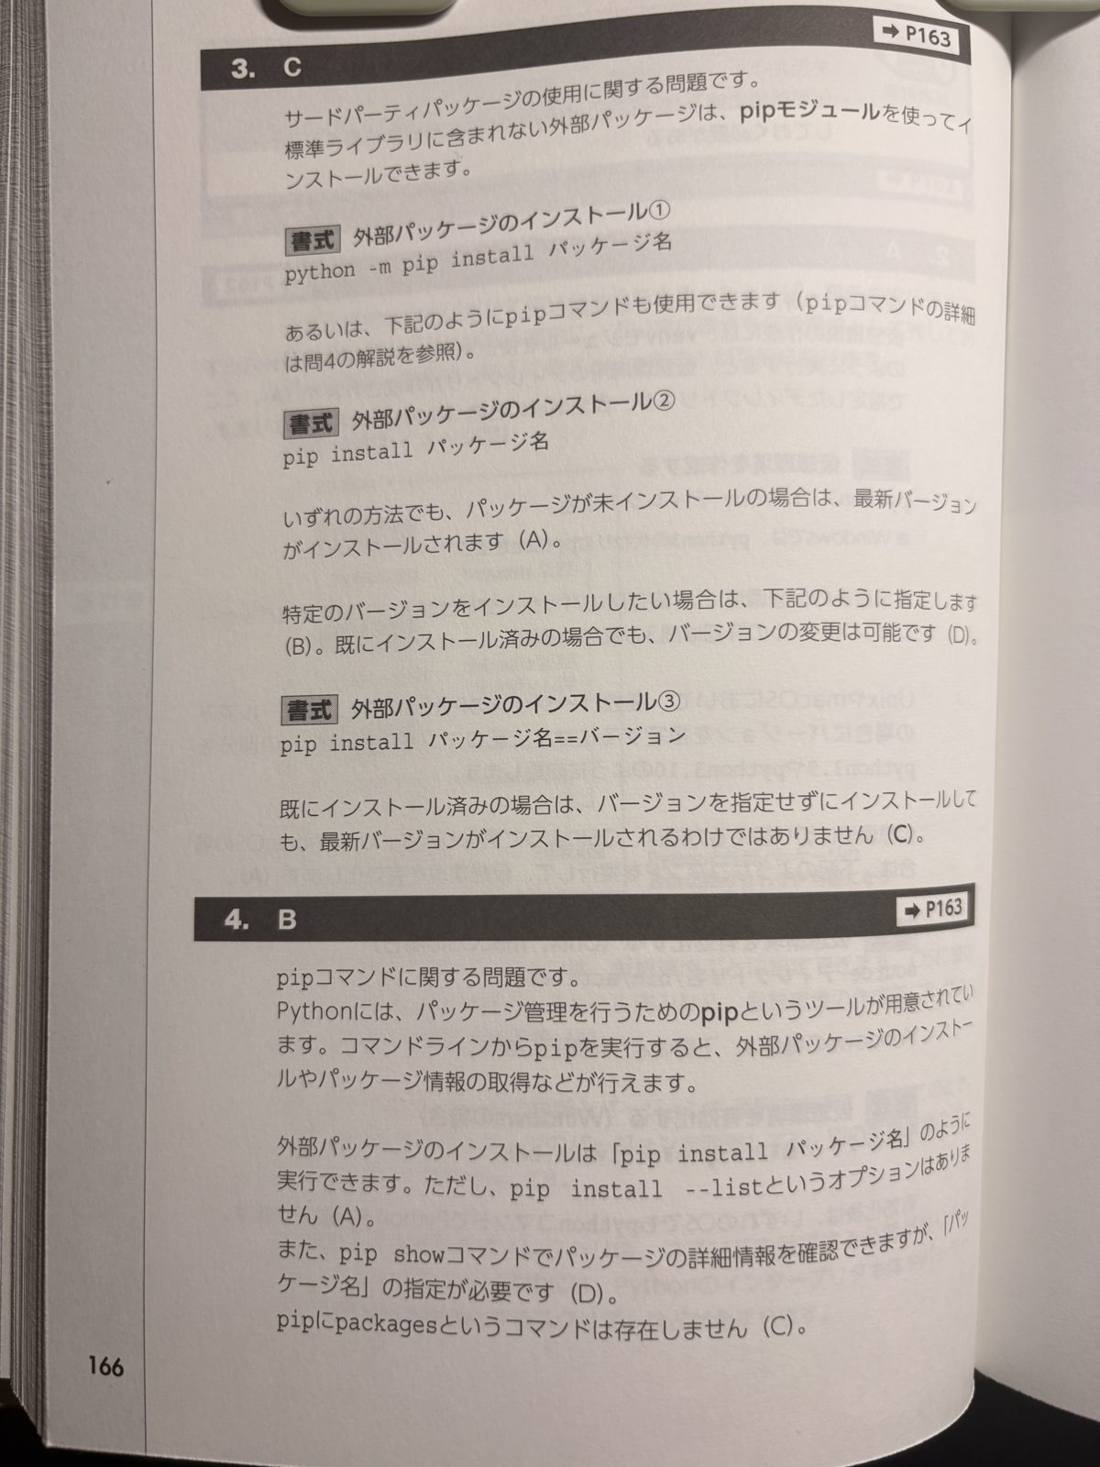 3. C ➡ P163
サードパーティパッケージの使用に関する問題です。
標準ライブラリに含まれない外部パッケージは、pipモジュールを使ってイ
ンストールできます。
書式 外部パッケージのインストール①
python -m pip install パッケージ名
あるいは、下記のようにpipコマンドも使用できます（pipコマンドの詳細
は問4の解説を参照）。
書式 外部パッケージのインストール②
pip install パッケージ名
いずれの方法でも、パッケージが未インストールの場合は、最新バージョン
がインストールされます（A）。
特定のバージョンをインストールしたい場合は、下記のように指定します
（B）。既にインストール済みの場合でも、バージョンの変更は可能です（D）。
書式 外部パッケージのインストール③
pip install パッケージ名==バージョン
既にインストール済みの場合は、バージョンを指定せずにインストールして
も、最新バージョンがインストールされるわけではありません（C）。
4. B ➡ P163
pipコマンドに関する問題です。
Pythonには、パッケージ管理を行うためのpipというツールが用意されてい
ます。コマンドラインからpipを実行すると、外部パッケージのインストー
ルやパッケージ情報の取得などが行えます。
外部パッケージのインストールは「pip install パッケージ名」のように
実行できます。ただし、pip install --listというオプションはありま
せん（A）。
また、pip showコマンドでパッケージの詳細情報を確認できますが、「パッ
ケージ名」の指定が必要です（D）。
pipにpackagesというコマンドは存在しません（C）。
166